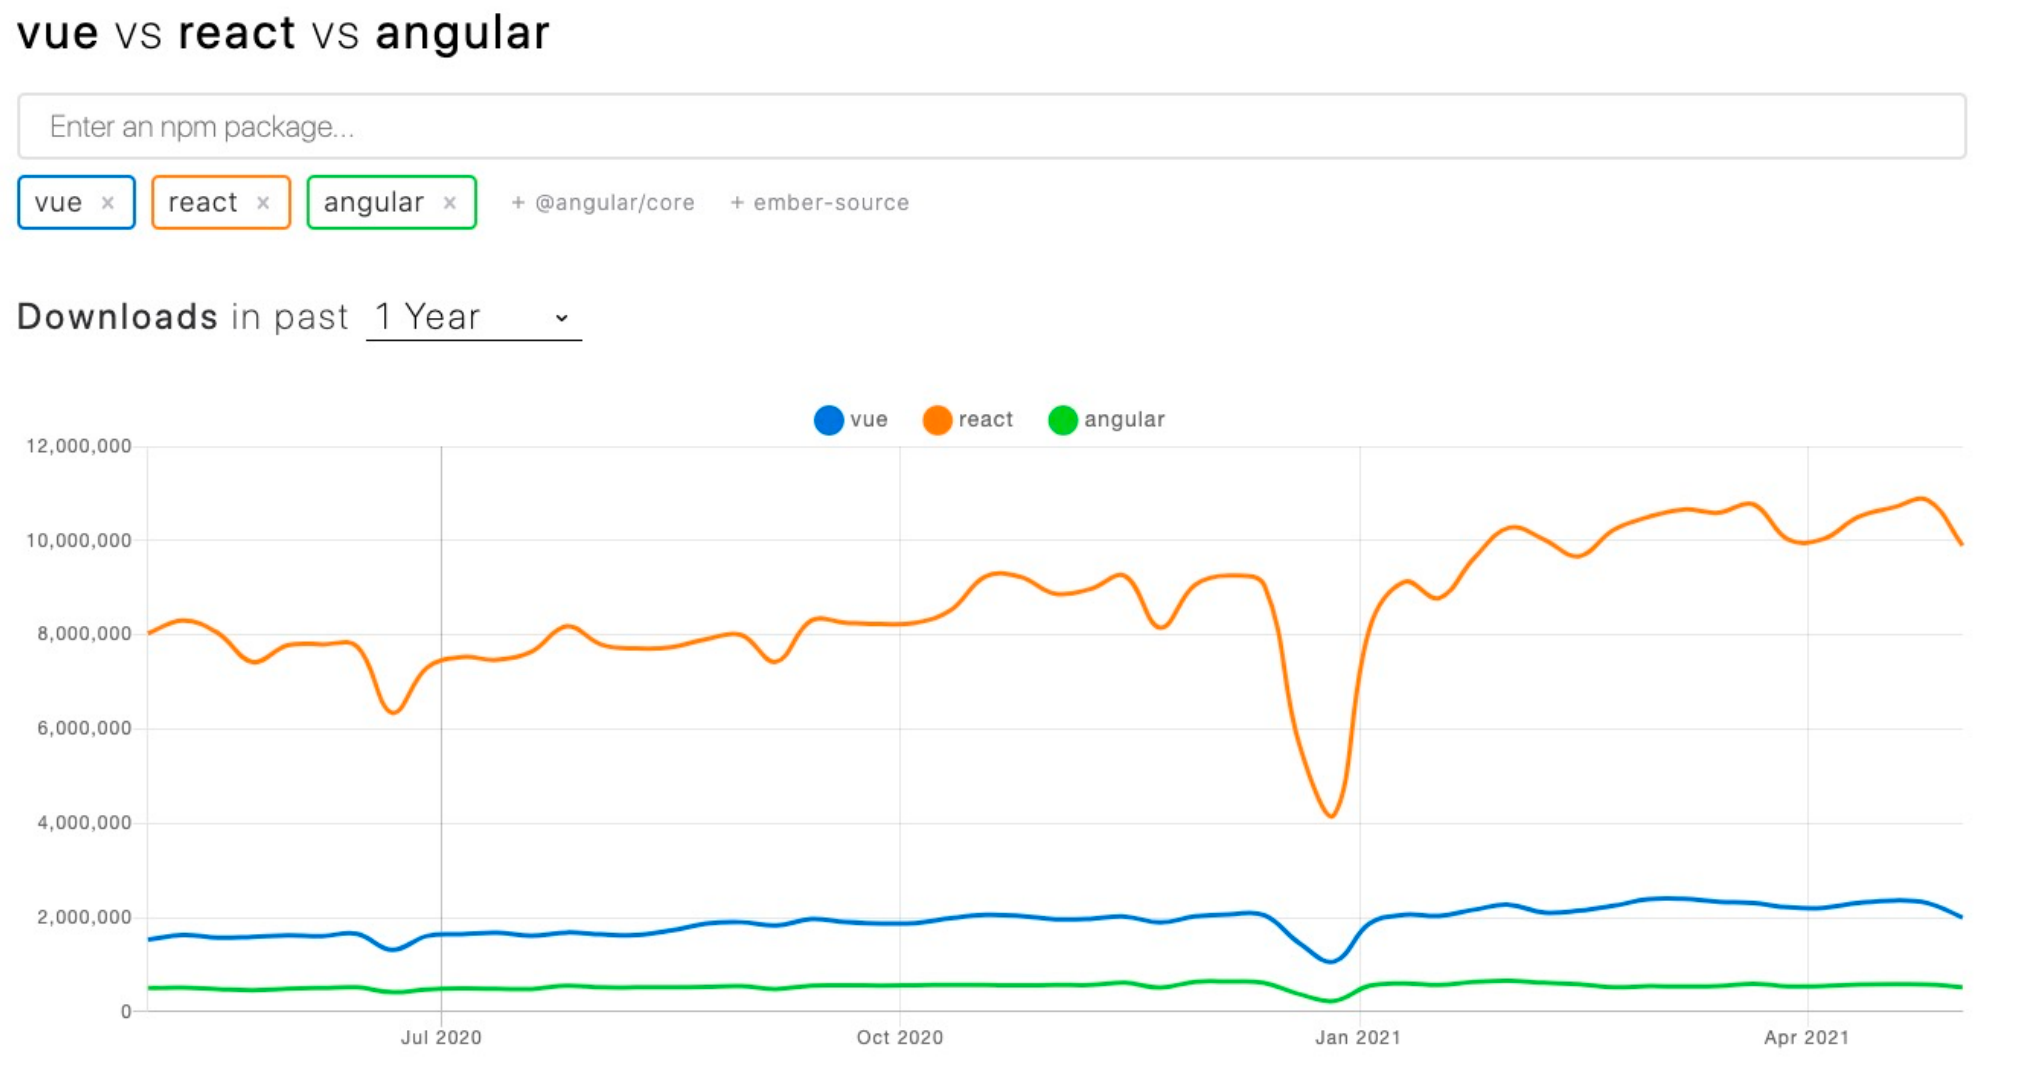 vue vs react vs angular
Enter an npm package...
vue × react × angular × + @angular/core + ember-source
Downloads in past 1 Year
vue react angular
12,000,000
10,000,000
8,000,000
6,000,000
4,000,000
2,000,000
0
Jul 2020 Oct 2020 Jan 2021 Apr 2021